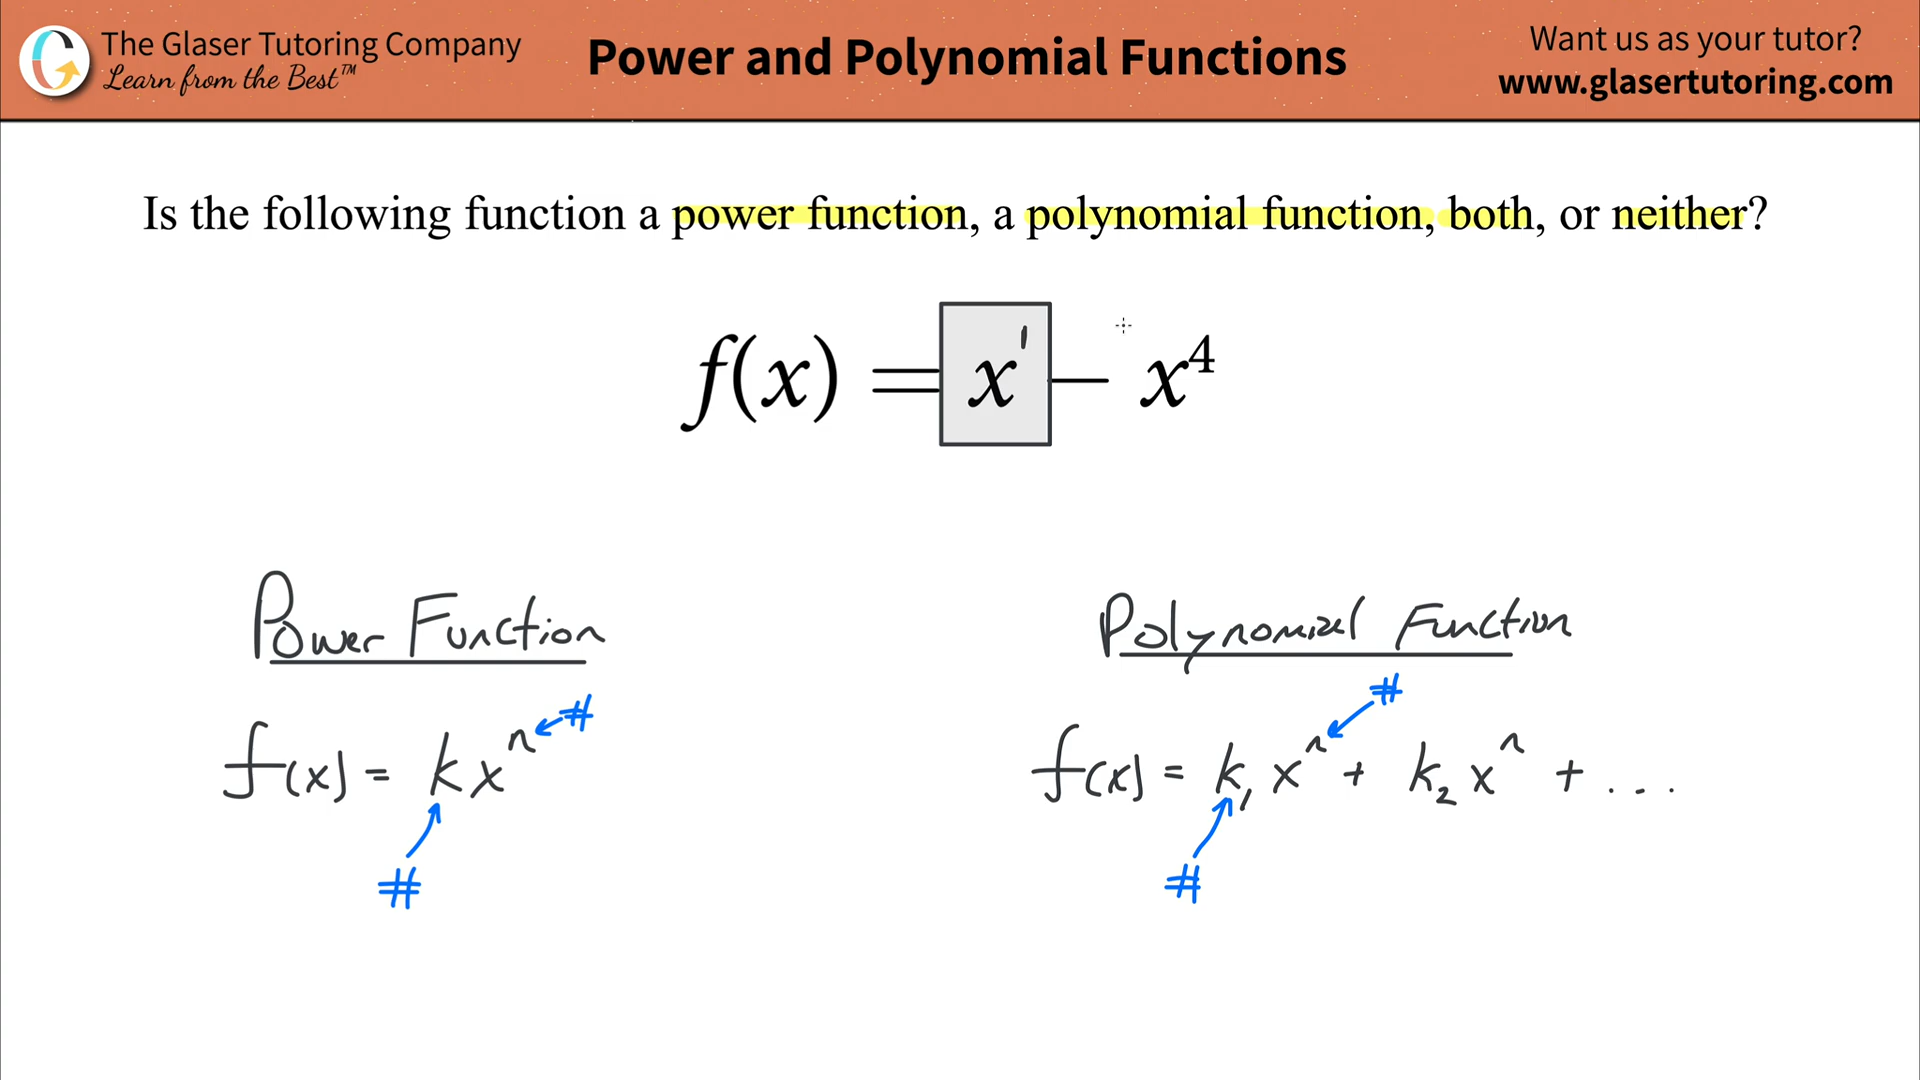 The Glaser Tutoring Company
Learn from the Best™
Power and Polynomial Functions
Want us as your tutor?
www.glasertutoring.com
Is the following function a power function, a polynomial function, both, or neither?
f(x) = x¹ − x⁴
Power Function
f(x) = kxⁿ ← #
#
Polynomial Function
#
f(x) = k₁xⁿ + k₂xⁿ + ...
#